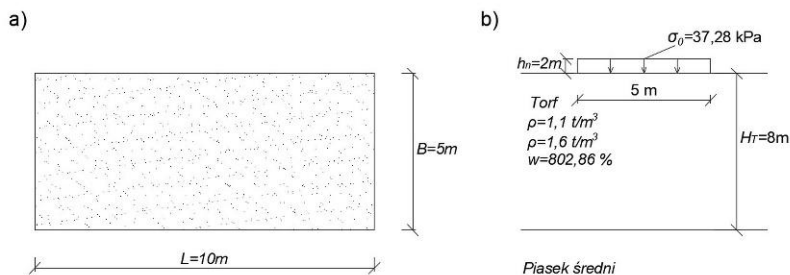 a)
B=5m
L=10m
b)
σ₀=37,28 kPa
hₙ=2m
5 m
Torf
ρ=1,1 t/m³
ρ=1,6 t/m³
w=802,86 %
H_T=8m
Piasek średni